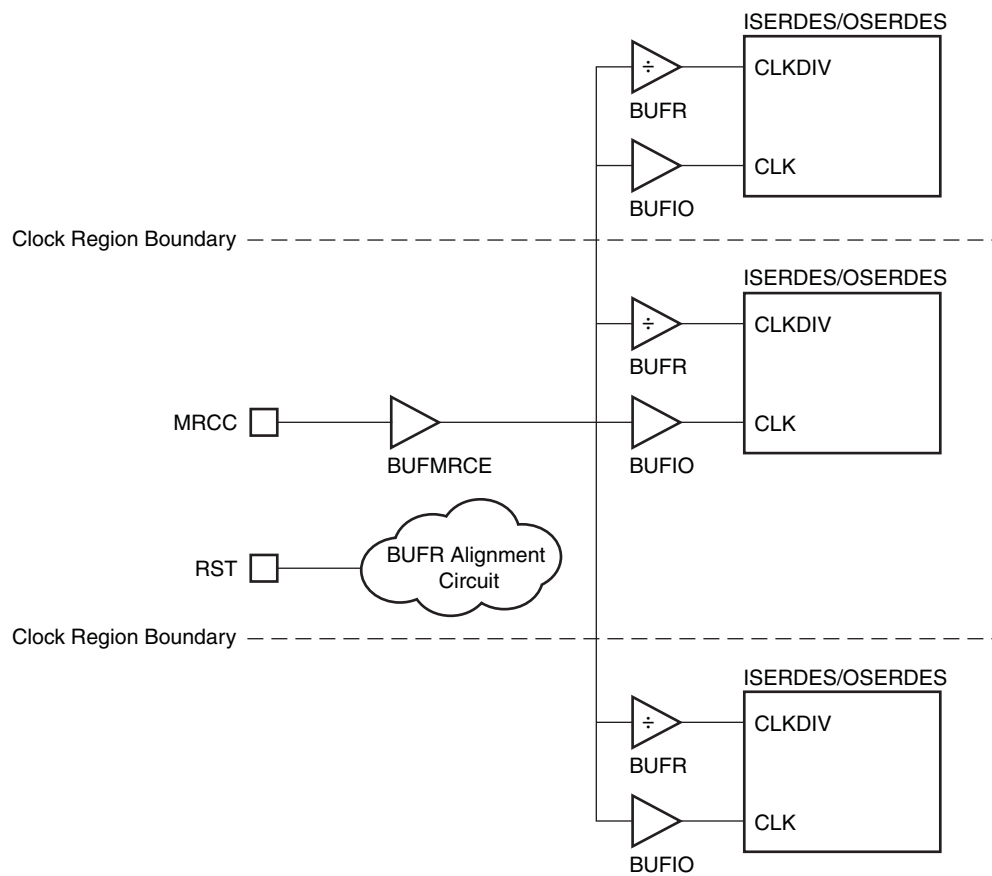 ISERDES/OSERDES
÷
CLKDIV
BUFR
CLK
BUFIO
Clock Region Boundary
ISERDES/OSERDES
÷
CLKDIV
BUFR
MRCC
CLK
BUFMRCE
BUFIO
RST
BUFR Alignment
Circuit
Clock Region Boundary
ISERDES/OSERDES
÷
CLKDIV
BUFR
CLK
BUFIO